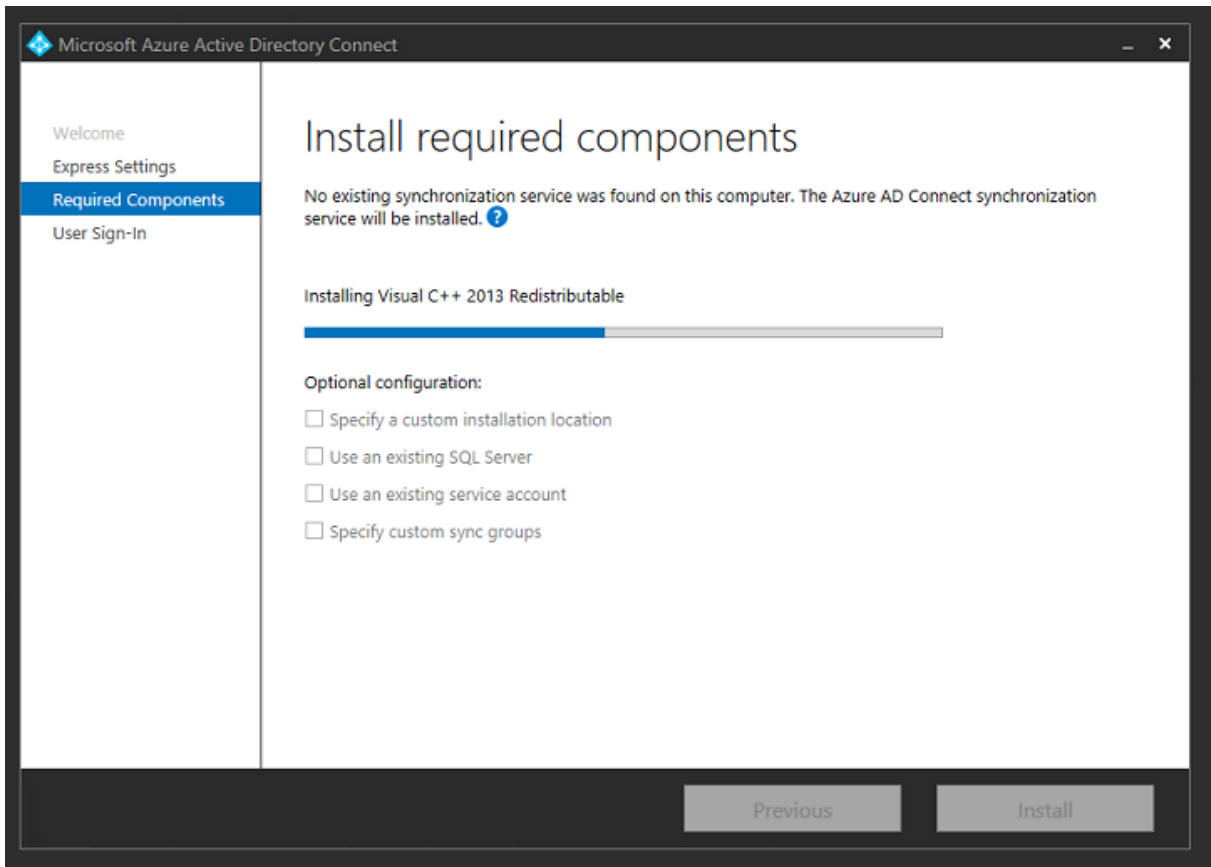 Microsoft Azure Active Directory Connect
Welcome
Express Settings
Required Components
User Sign-In
Install required components
No existing synchronization service was found on this computer. The Azure AD Connect synchronization
service will be installed. ?
Installing Visual C++ 2013 Redistributable
Optional configuration:
Specify a custom installation location
Use an existing SQL Server
Use an existing service account
Specify custom sync groups
Previous
Install